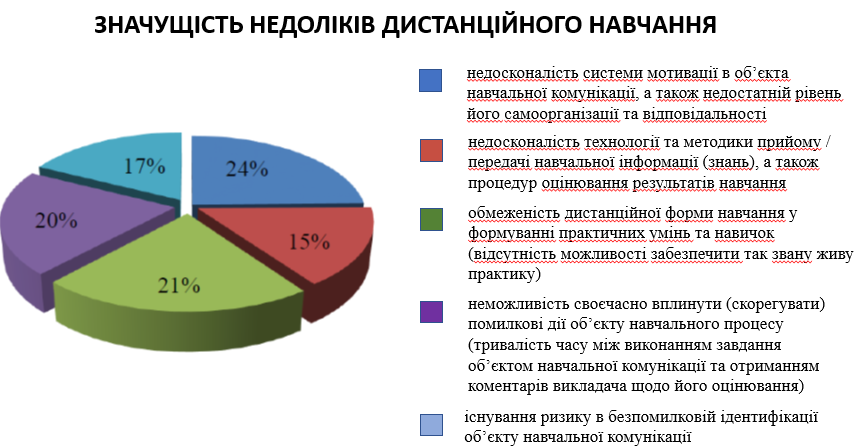 ЗНАЧУЩІСТЬ НЕДОЛІКІВ ДИСТАНЦІЙНОГО НАВЧАННЯ
17%
24%
20%
15%
21%
недосконалість системи мотивації в об’єкта
навчальної комунікації, а також недостатній рівень
його самоорганізації та відповідальності
недосконалість технології та методики прийому /
передачі навчальної інформації (знань), а також
процедур оцінювання результатів навчання
обмеженість дистанційної форми навчання у
формуванні практичних умінь та навичок
(відсутність можливості забезпечити так звану живу
практику)
неможливість своєчасно вплинути (скорегувати)
помилкові дії об’єкту навчального процесу
(тривалість часу між виконанням завдання
об’єктом навчальної комунікації та отриманням
коментарів викладача щодо його оцінювання)
існування ризику в безпомилковій ідентифікації
об’єкту навчальної комунікації